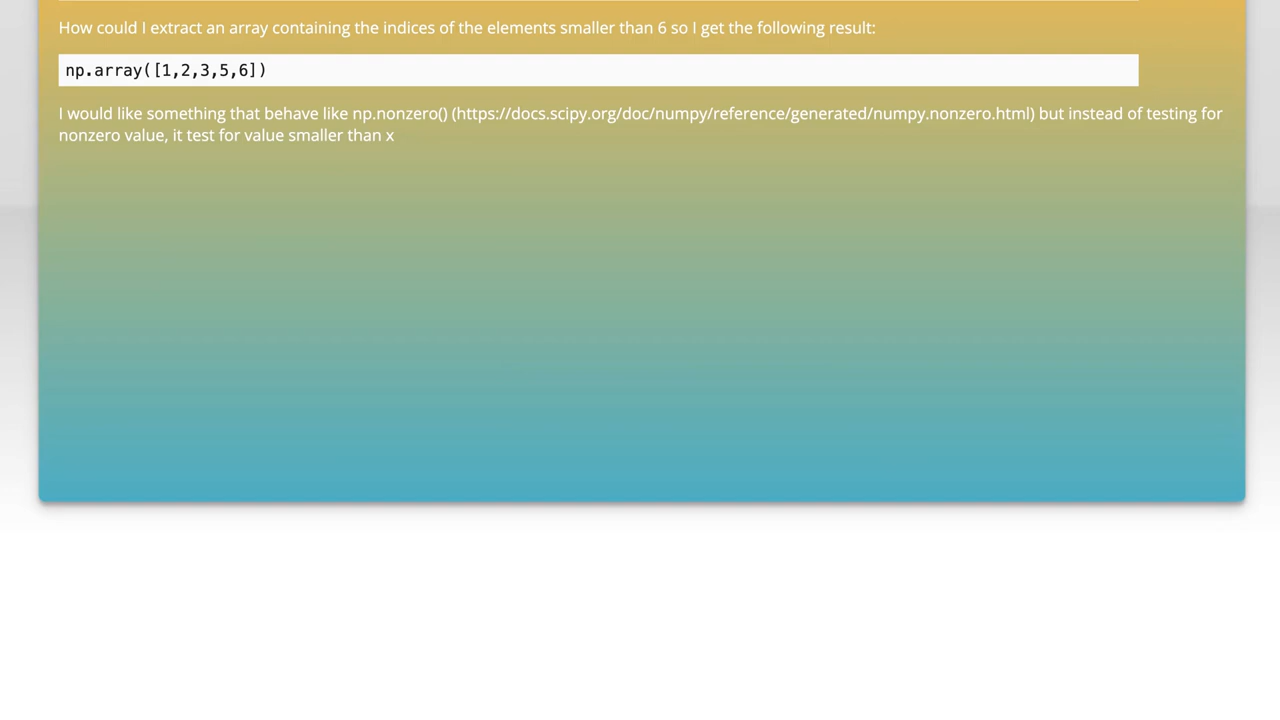 How could I extract an array containing the indices of the elements smaller than 6 so I get the following result:
np.array([1,2,3,5,6])
I would like something that behave like np.nonzero() (https://docs.scipy.org/doc/numpy/reference/generated/numpy.nonzero.html) but instead of testing for
nonzero value, it test for value smaller than x